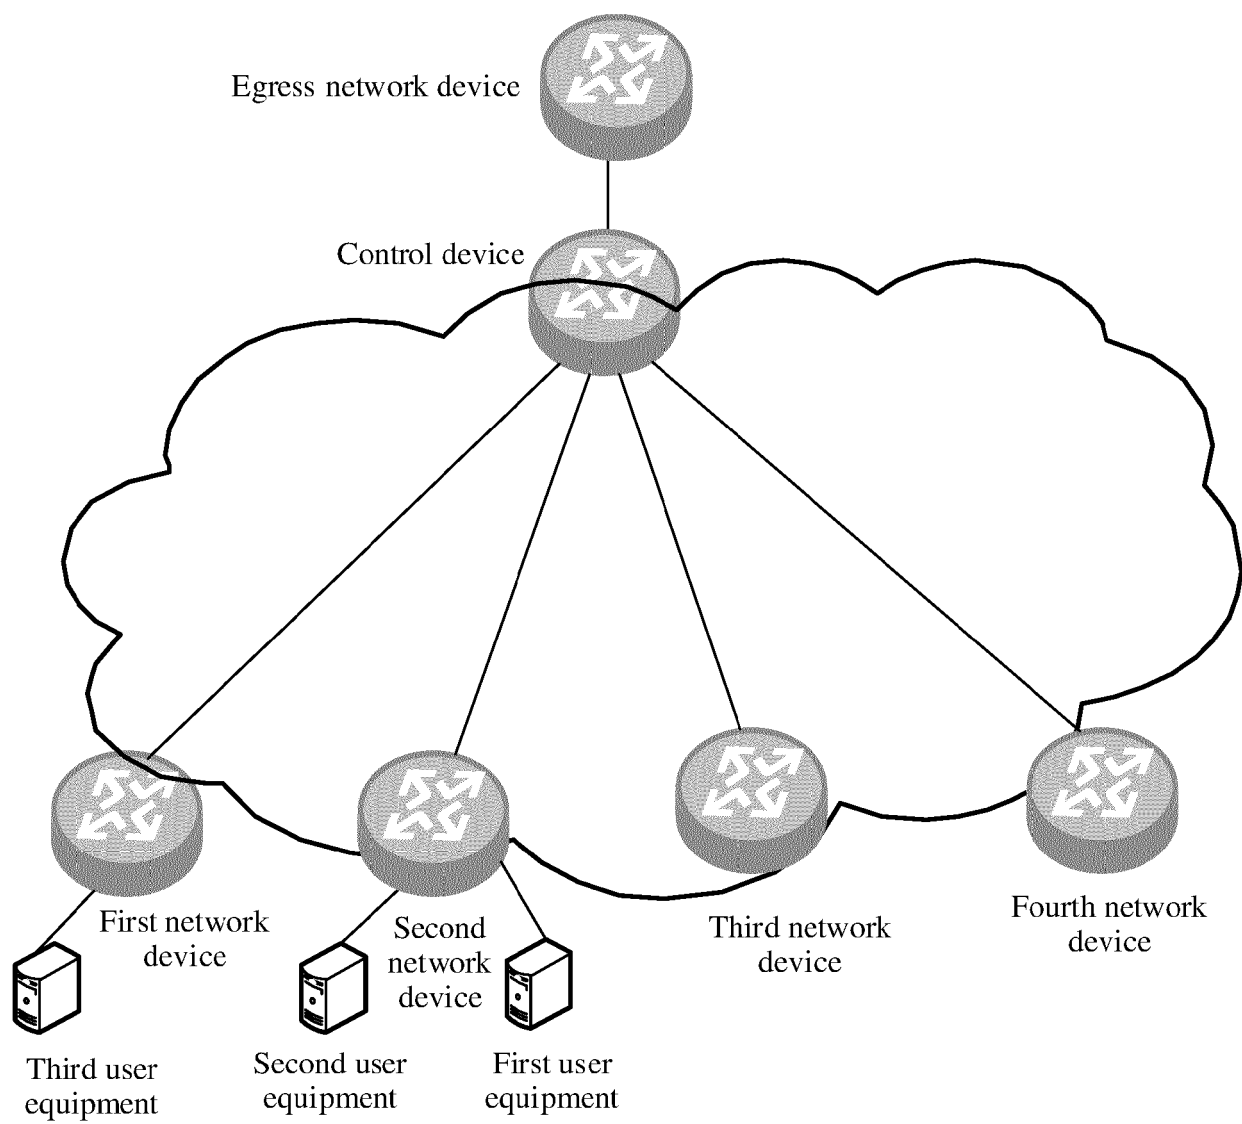 Egress network device
Control device
First network
device
Second
network
device
Third network
device
Fourth network
device
Third user
equipment
Second user
equipment
First user
equipment